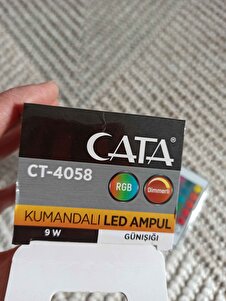 CATA®
CT-4058
RGB
Dimmerli
KUMANDALI LED AMPUL
9 W
GÜNIŞIĞI